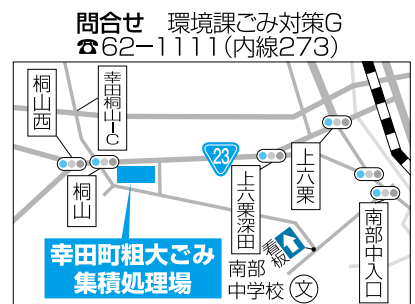 問合せ 環境課ごみ対策G
☎62−1111(内線273)
桐山西
幸田桐山IC
桐山
23
上六栗深田
上六栗
南部中入口
看板
南部
中学校 文
幸田町粗大ごみ
集積処理場